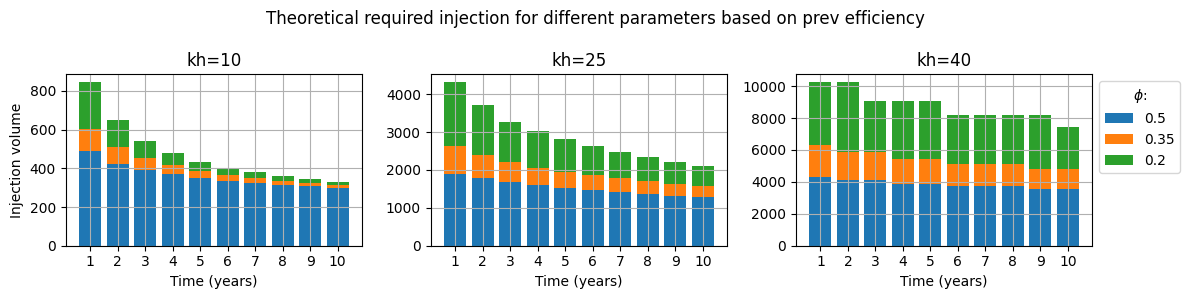 Theoretical required injection for different parameters based on prev efficiency
kh=10
Injection volume
800
600
400
200
0
1 2 3 4 5 6 7 8 9 10
Time (years)
kh=25
4000
3000
2000
1000
0
1 2 3 4 5 6 7 8 9 10
Time (years)
kh=40
10000
8000
6000
4000
2000
0
1 2 3 4 5 6 7 8 9 10
Time (years)
ϕ:
0.5
0.35
0.2